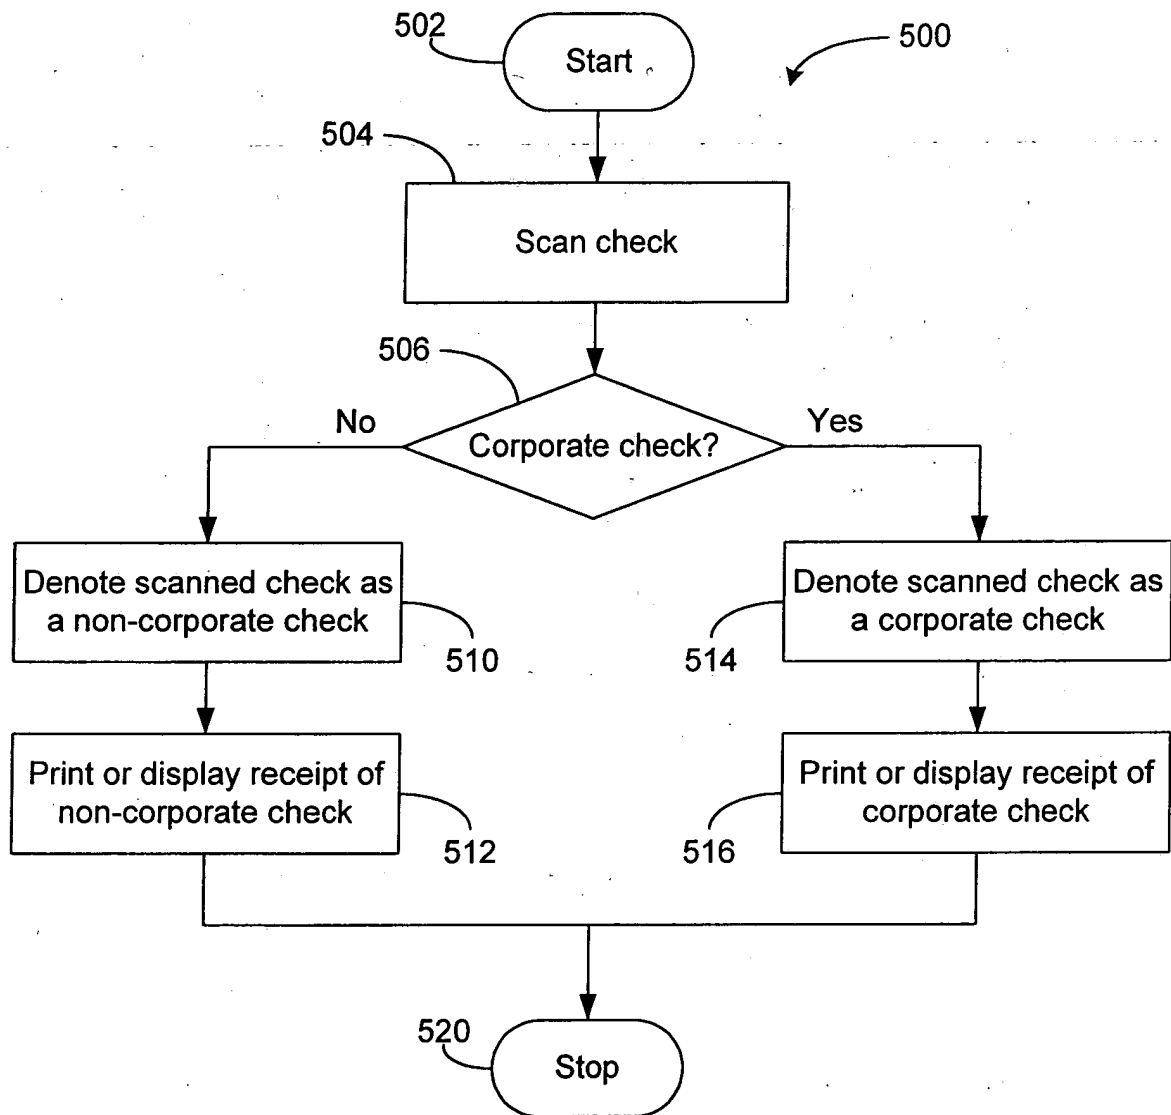 502
Start
500
504
Scan check
506
No
Corporate check?
Yes
Denote scanned check as
a non-corporate check
510
Denote scanned check as
a corporate check
514
Print or display receipt of
non-corporate check
512
Print or display receipt of
corporate check
516
520
Stop